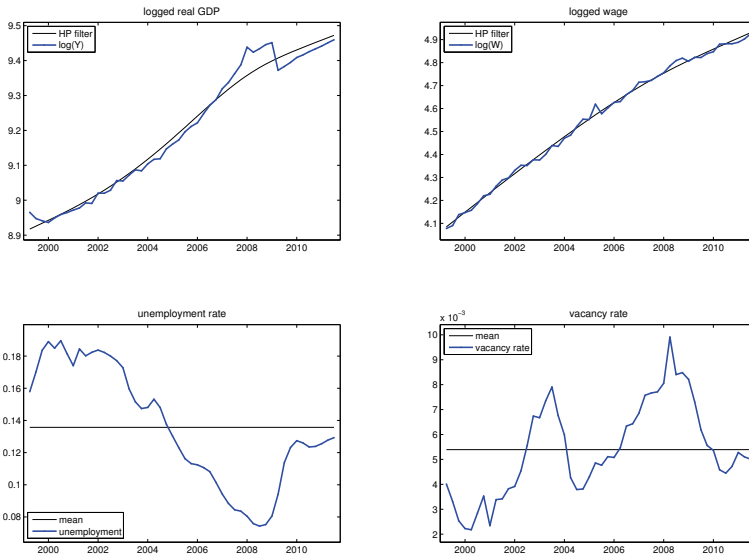 logged real GDP
9.5
9.4
9.3
9.2
9.1
9
8.9
HP filter
log(Y)
2000 2002 2004 2006 2008 2010
logged wage
4.9
4.8
4.7
4.6
4.4
4.3
4.2
4.1
HP filter
log(W)
2000 2002 2004 2006 2008 2010
unemployment rate
0.18
0.16
0.14
0.12
0.1
0.08
mean
unemployment
2000 2002 2004 2006 2008 2010
vacancy rate
x 10⁻³
10
9
8
7
6
5
4
3
2
mean
vacancy rate
2000 2002 2004 2006 2008 2010